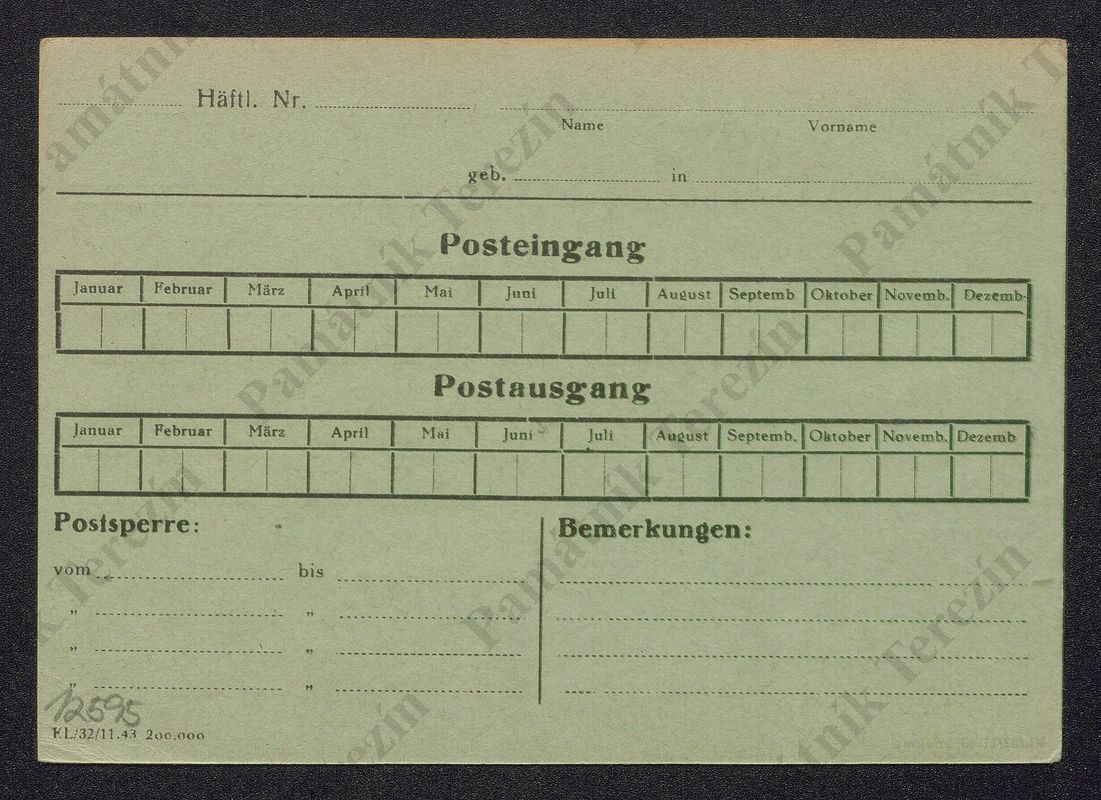 Häftl. Nr.
Name Vorname
geb. in
Posteingang
Januar Februar März April Mai Juni Juli August Septemb. Oktober Novemb. Dezemb.
Postausgang
Januar Februar März April Mai Juni Juli August Septemb. Oktober Novemb. Dezemb
Postsperre: Bemerkungen:
vom bis
„ „
„ „
„ „
12595
KL/32/11.43 200.000
Památník Terezín